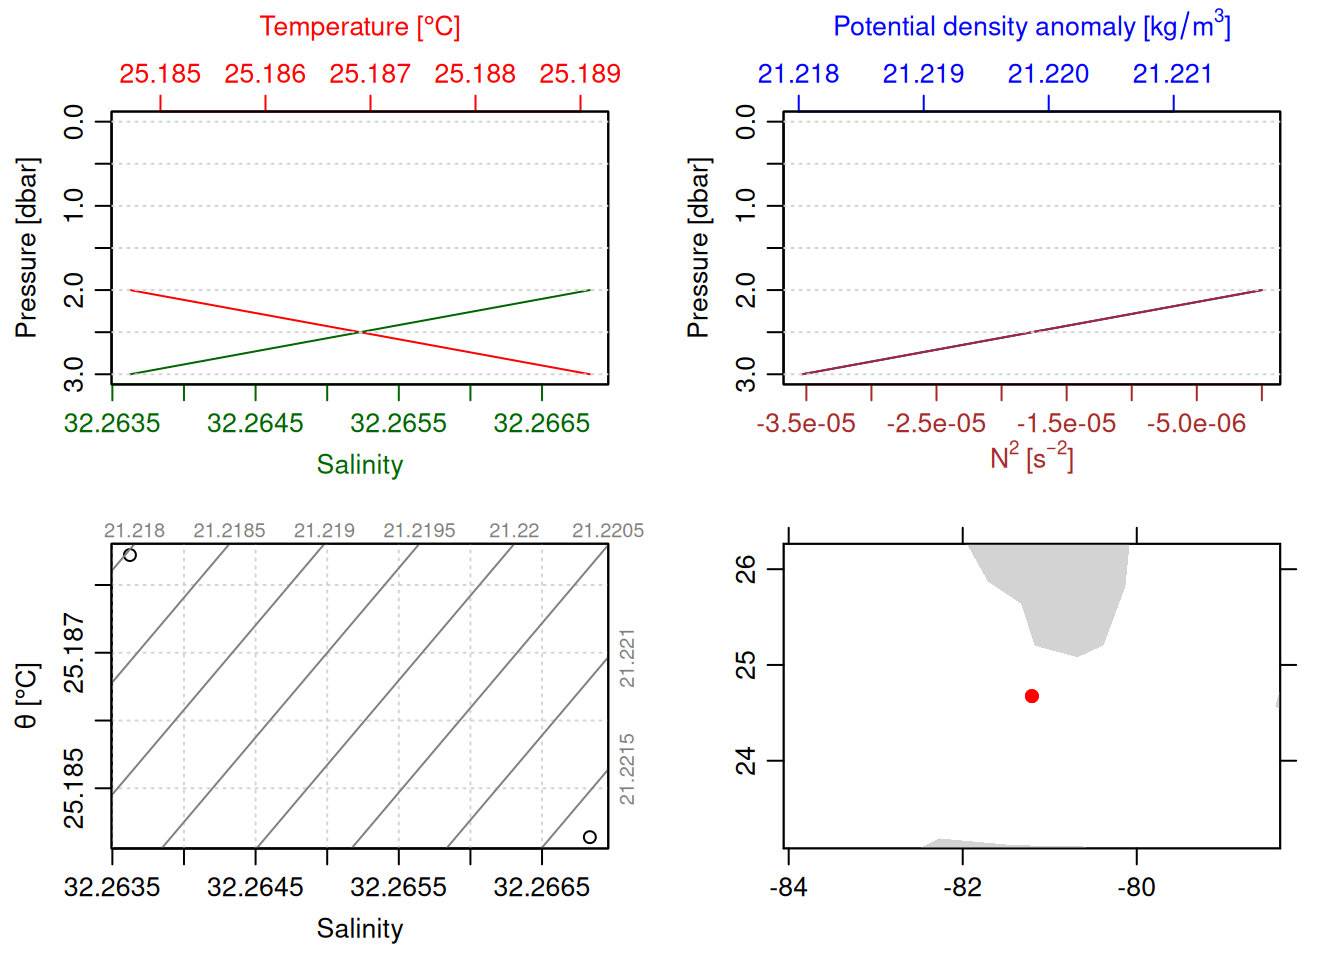 Temperature [°C]
25.185 25.186 25.187 25.188 25.189
Pressure [dbar]
0.0
1.0
2.0
3.0
32.2635 32.2645 32.2655 32.2665
Salinity
Potential density anomaly [kg/m³]
21.218 21.219 21.220 21.221
Pressure [dbar]
0.0
1.0
2.0
3.0
-3.5e-05 -2.5e-05 -1.5e-05 -5.0e-06
N² [s⁻²]
21.218 21.2185 21.219 21.2195 21.22 21.2205
θ [°C]
25.187
25.185
21.221
21.2215
32.2635 32.2645 32.2655 32.2665
Salinity
26
25
24
-84 -82 -80